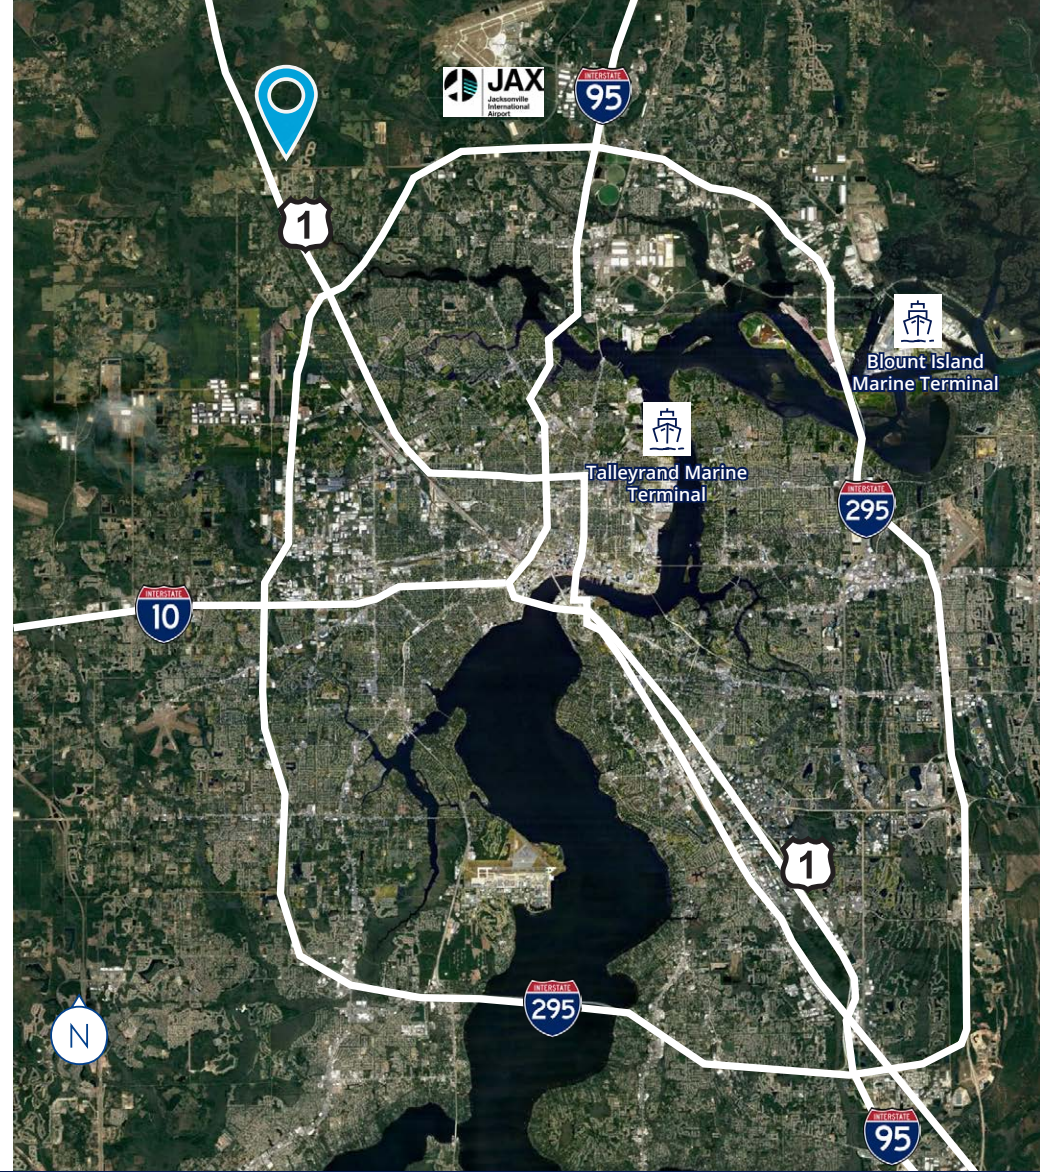 JAX
Jacksonville
International
Airport
INTERSTATE
95
1
Blount Island
Marine Terminal
Talleyrand Marine
Terminal
INTERSTATE
295
INTERSTATE
10
1
INTERSTATE
295
N
INTERSTATE
95